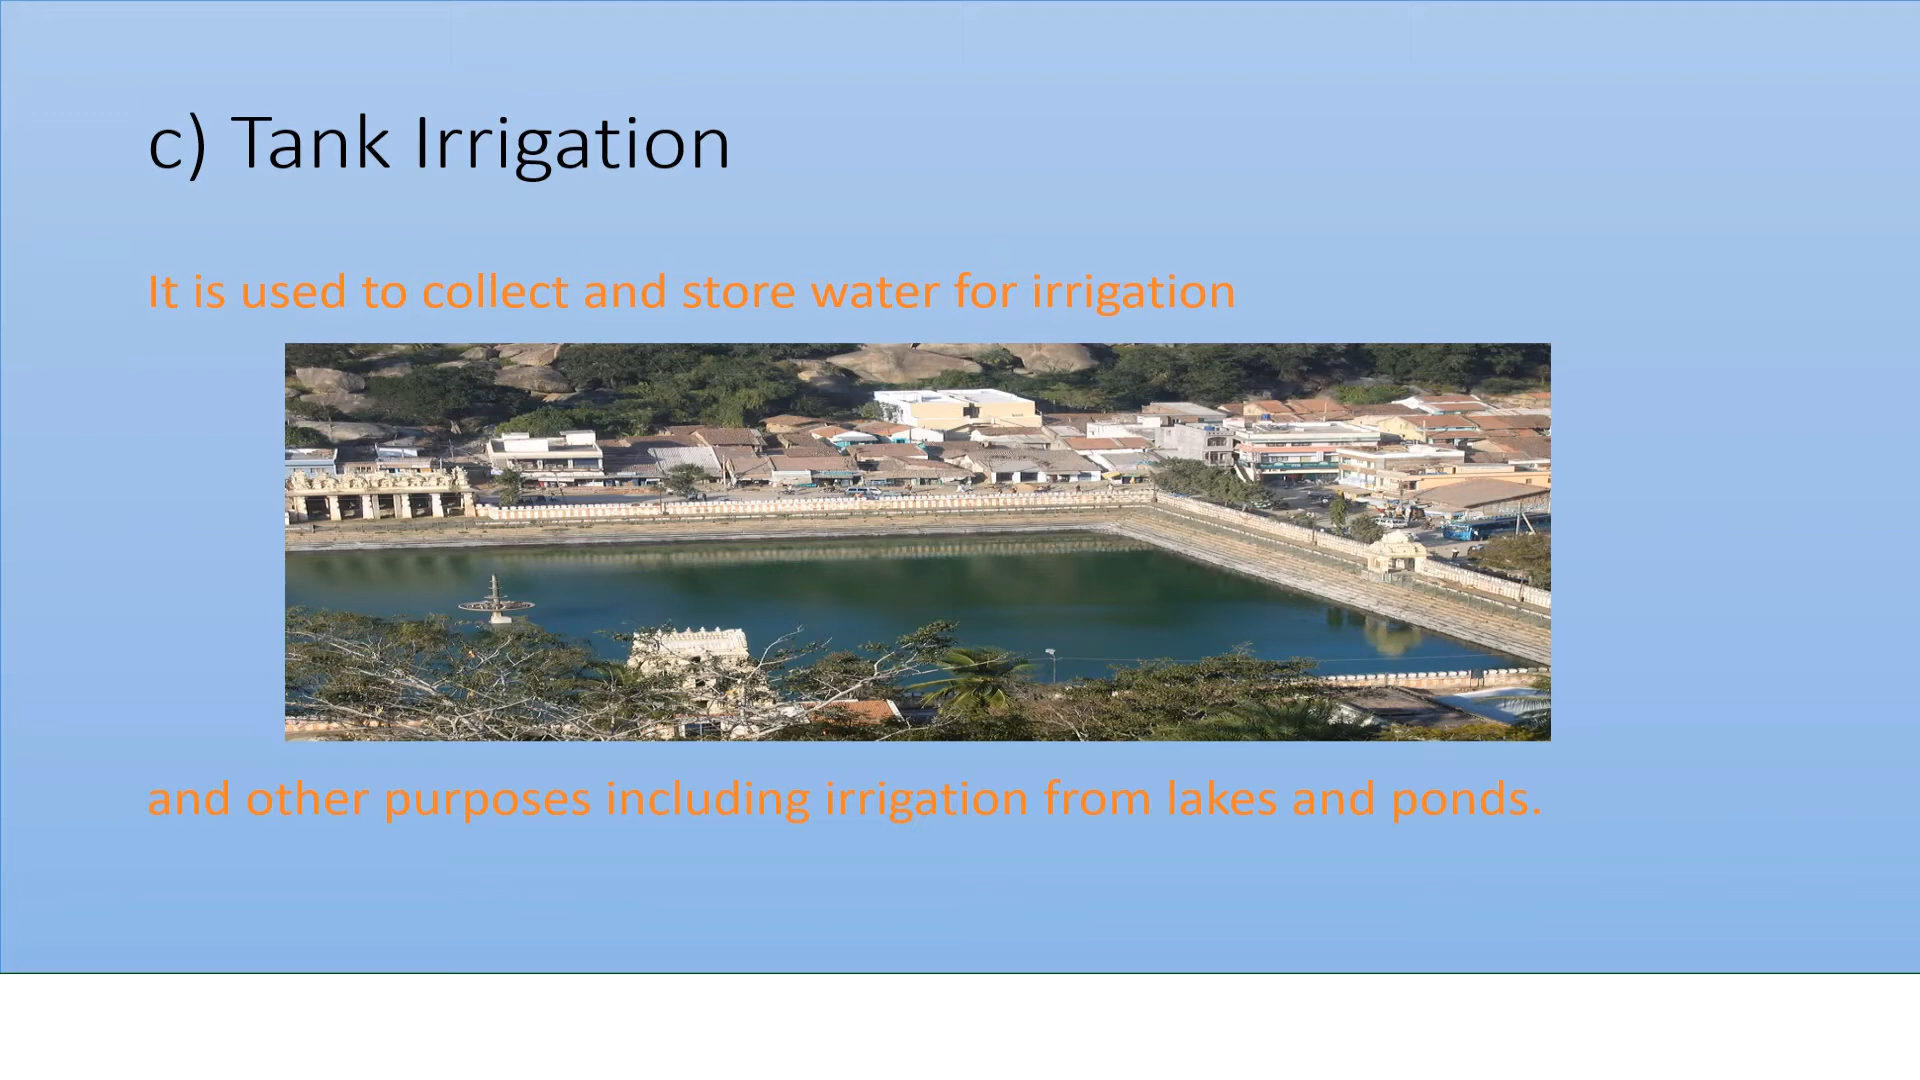 c) Tank Irrigation
It is used to collect and store water for irrigation
and other purposes including irrigation from lakes and ponds.